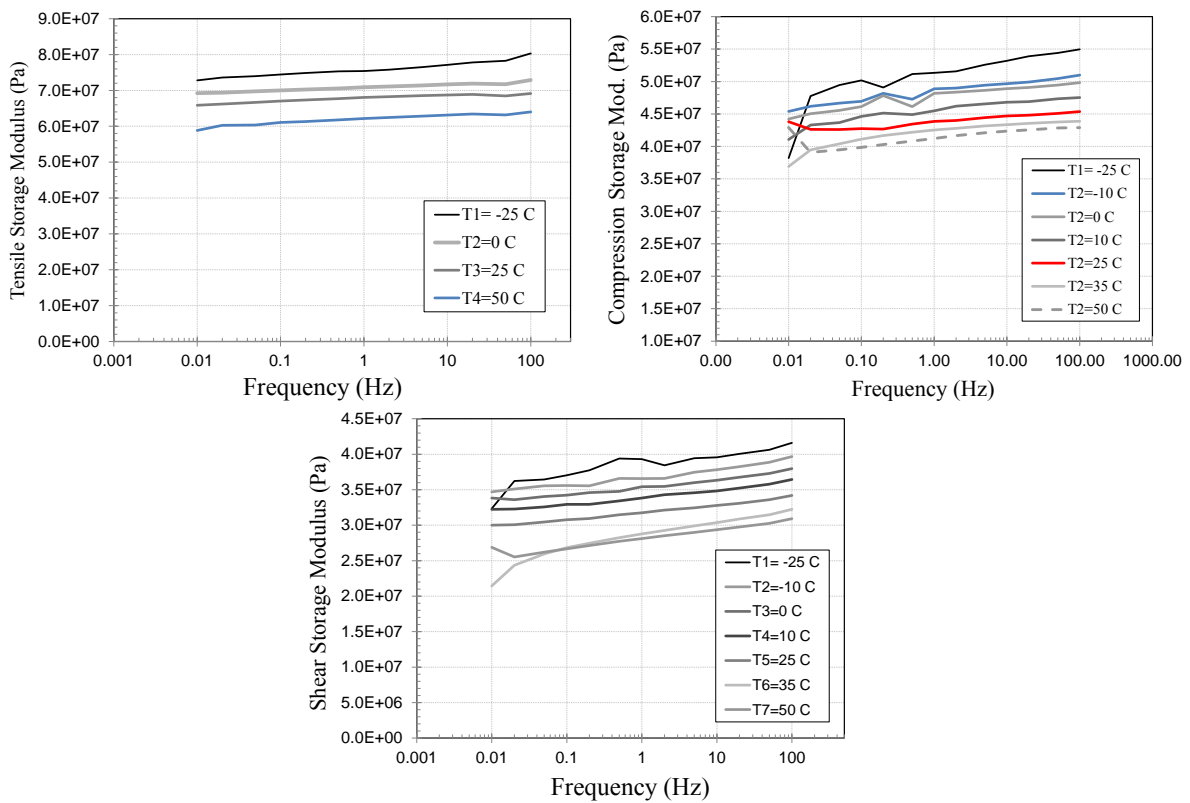 9.0E+07
8.0E+07
7.0E+07
6.0E+07
5.0E+07
4.0E+07
3.0E+07
2.0E+07
1.0E+07
0.0E+00
Tensile Storage Modulus (Pa)
T1= -25 C
T2=0 C
T3=25 C
T4=50 C
0.001 0.01 0.1 1 10 100
Frequency (Hz)
6.0E+07
5.5E+07
5.0E+07
4.5E+07
4.0E+07
3.5E+07
3.0E+07
2.5E+07
2.0E+07
1.5E+07
1.0E+07
Compression Storage Mod. (Pa)
T1= -25 C
T2=-10 C
T2=0 C
T2=10 C
T2=25 C
T2=35 C
T2=50 C
0.00 0.01 0.10 1.00 10.00 100.00 1000.00
Frequency (Hz)
4.5E+07
4.0E+07
3.5E+07
3.0E+07
2.5E+07
2.0E+07
1.5E+07
1.0E+07
5.0E+06
0.0E+00
Shear Storage Modulus (Pa)
T1= -25 C
T2=-10 C
T3=0 C
T4=10 C
T5=25 C
T6=35 C
T7=50 C
0.001 0.01 0.1 1 10 100
Frequency (Hz)